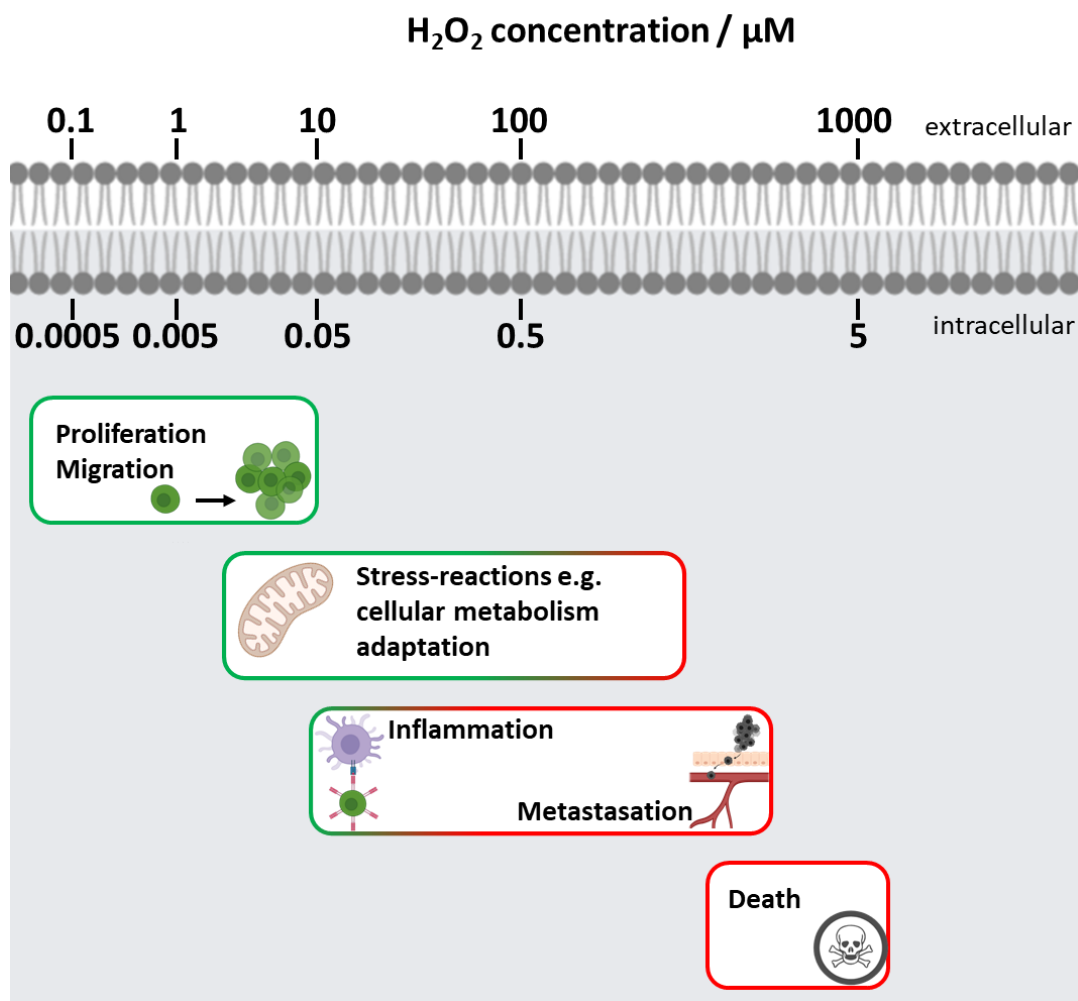 H₂O₂ concentration / µM
0.1 1 10 100 1000 extracellular
0.0005 0.005 0.05 0.5 5 intracellular
Proliferation
Migration
Stress-reactions e.g.
cellular metabolism
adaptation
Inflammation
Metastasation
Death